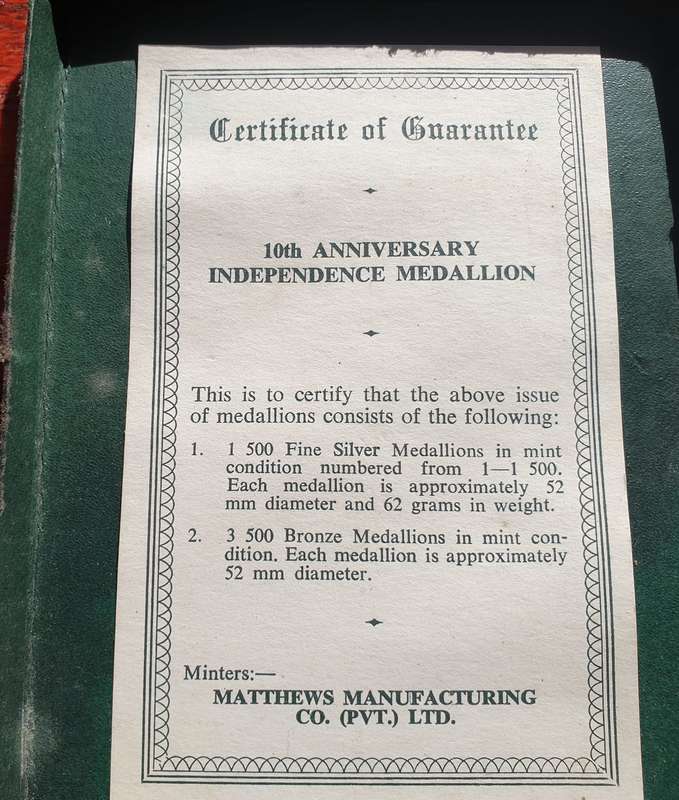 Certificate of Guarantee
10th ANNIVERSARY
INDEPENDENCE MEDALLION
This is to certify that the above issue
of medallions consists of the following:
1. 1 500 Fine Silver Medallions in mint
condition numbered from 1—1 500.
Each medallion is approximately 52
mm diameter and 62 grams in weight.
2. 3 500 Bronze Medallions in mint con-
dition. Each medallion is approximately
52 mm diameter.
Minters:—
MATTHEWS MANUFACTURING
CO. (PVT.) LTD.